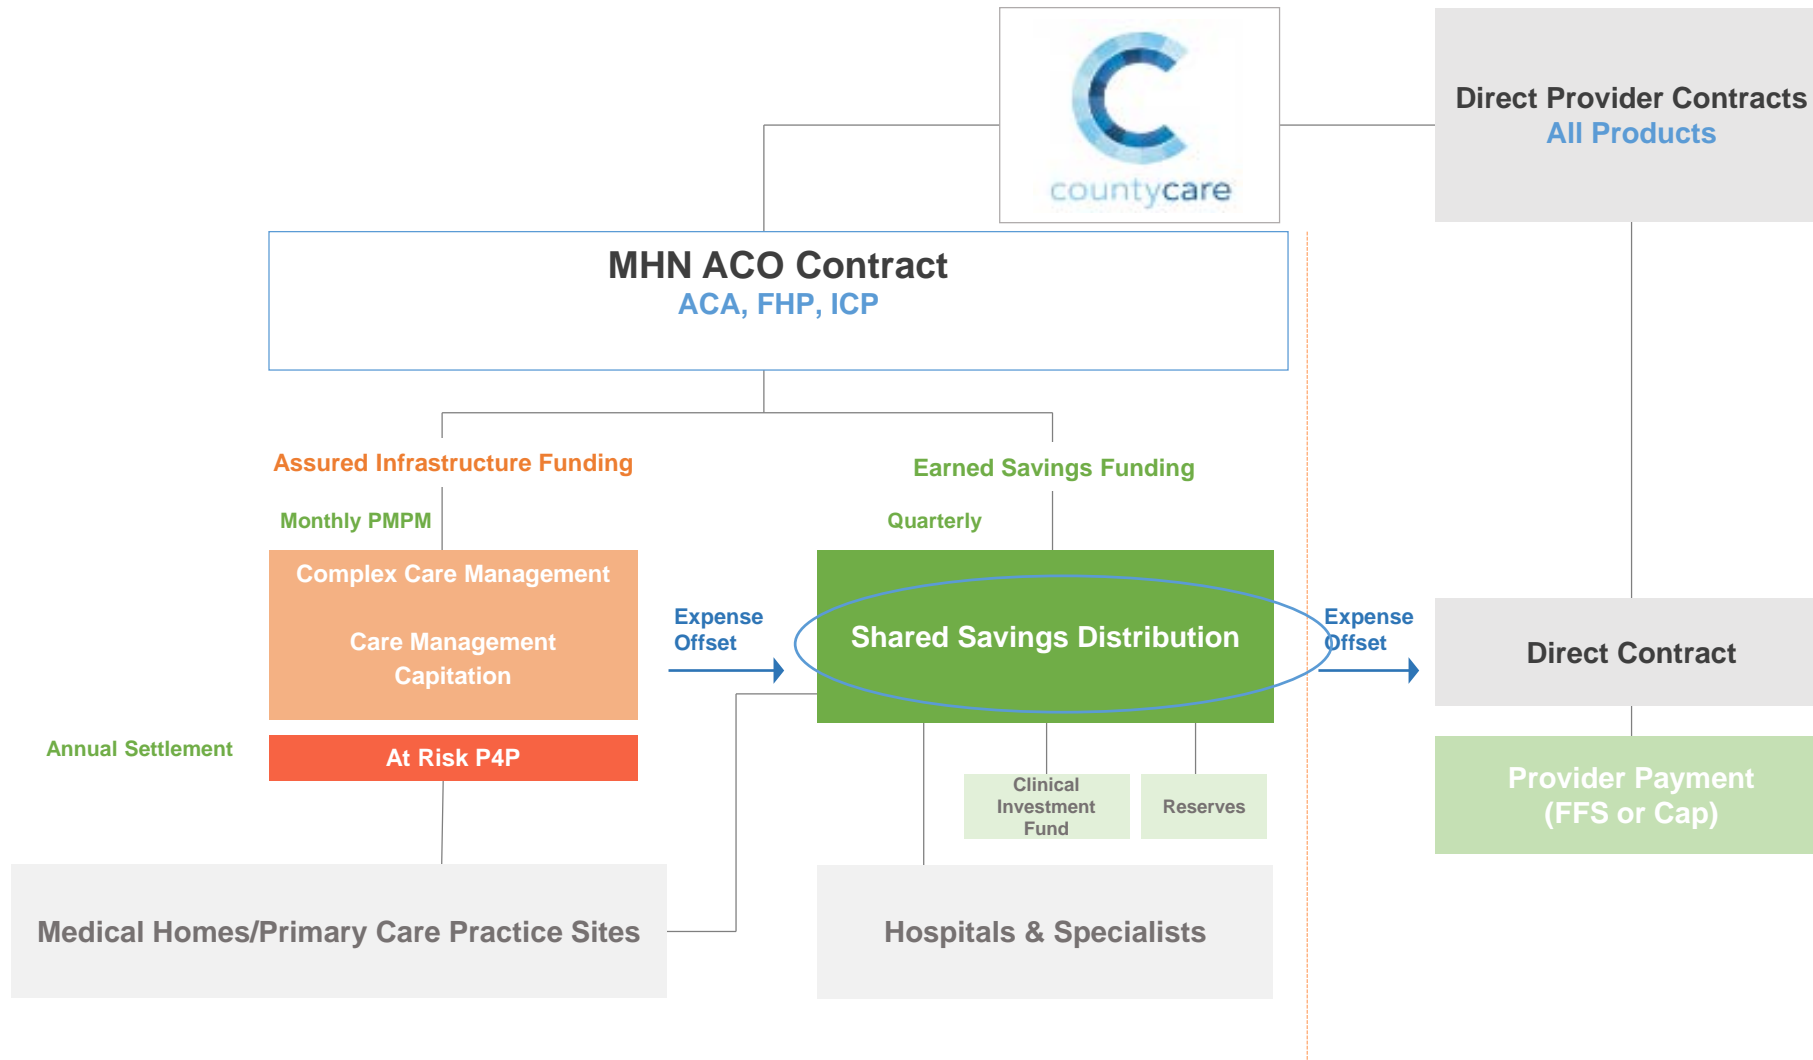 countycare
Direct Provider Contracts
All Products
MHN ACO Contract
ACA, FHP, ICP
Assured Infrastructure Funding
Earned Savings Funding
Monthly PMPM
Quarterly
Complex Care Management
Care Management
Capitation
Expense
Offset
Shared Savings Distribution
Expense
Offset
Direct Contract
Annual Settlement
At Risk P4P
Clinical
Investment
Fund
Reserves
Provider Payment
(FFS or Cap)
Medical Homes/Primary Care Practice Sites
Hospitals & Specialists